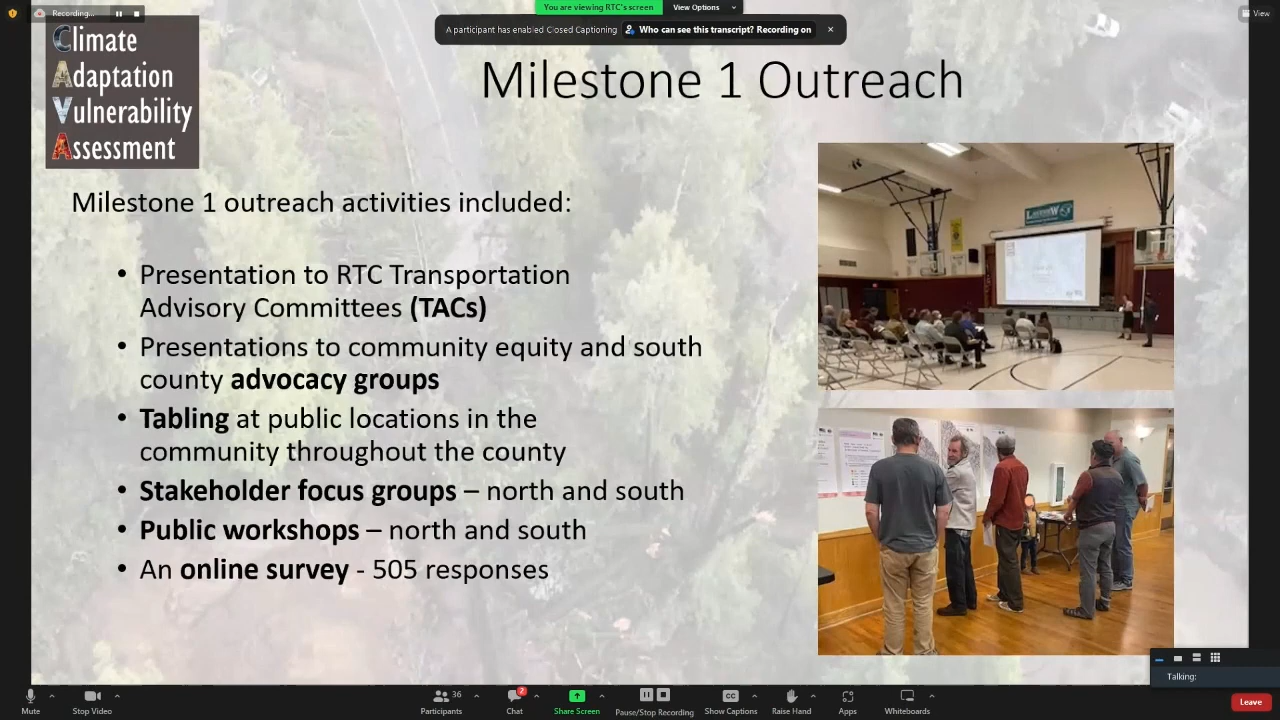 Recording...
You are viewing RTC's screen
View Options
View
A participant has enabled Closed Captioning
Who can see this transcript? Recording on
Climate
Adaptation
Vulnerability
Assessment
Milestone 1 Outreach
Milestone 1 outreach activities included:
• Presentation to RTC Transportation
Advisory Committees (TACs)
• Presentations to community equity and south
county advocacy groups
• Tabling at public locations in the
community throughout the county
• Stakeholder focus groups – north and south
• Public workshops – north and south
• An online survey - 505 responses
Talking:
Mute
Stop Video
36
Participants
2
Chat
Share Screen
Pause/Stop Recording
CC
Show Captions
Raise Hand
Apps
Whiteboards
Leave